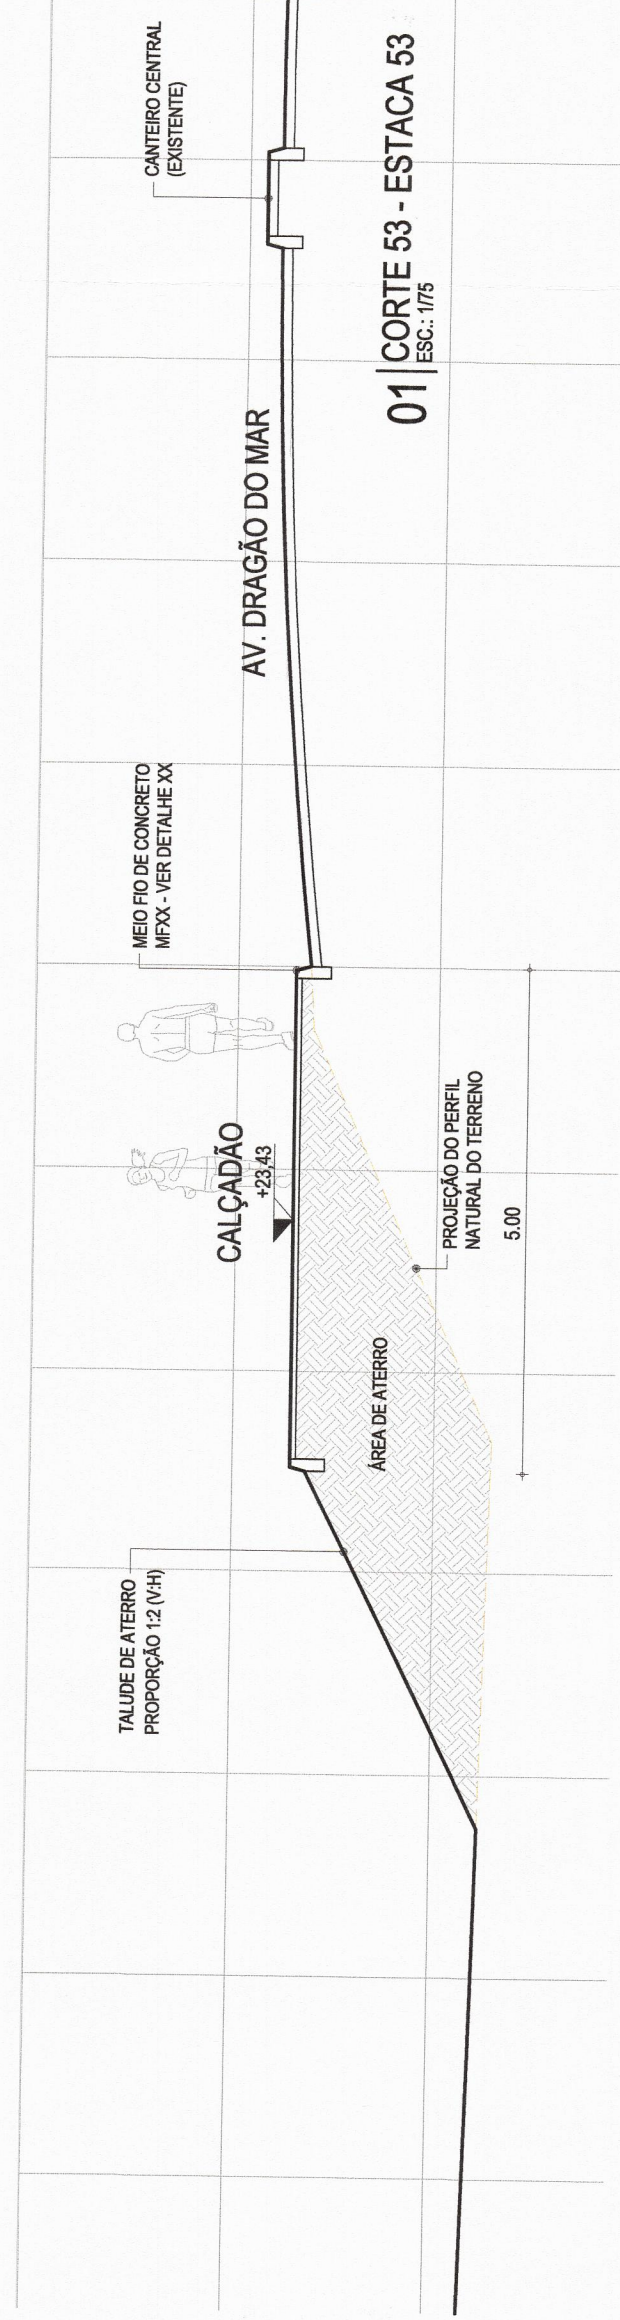 TALUDE DE ATERRO
PROPORÇÃO 1:2 (V:H)
CALÇADÃO
+23,43
MEIO FIO DE CONCRETO
MFXX - VER DETALHE XX
AV. DRAGÃO DO MAR
CANTEIRO CENTRAL
(EXISTENTE)
ÁREA DE ATERRO
PROJEÇÃO DO PERFIL
NATURAL DO TERRENO
5.00
01 | CORTE 53 - ESTACA 53
ESC.: 1/75